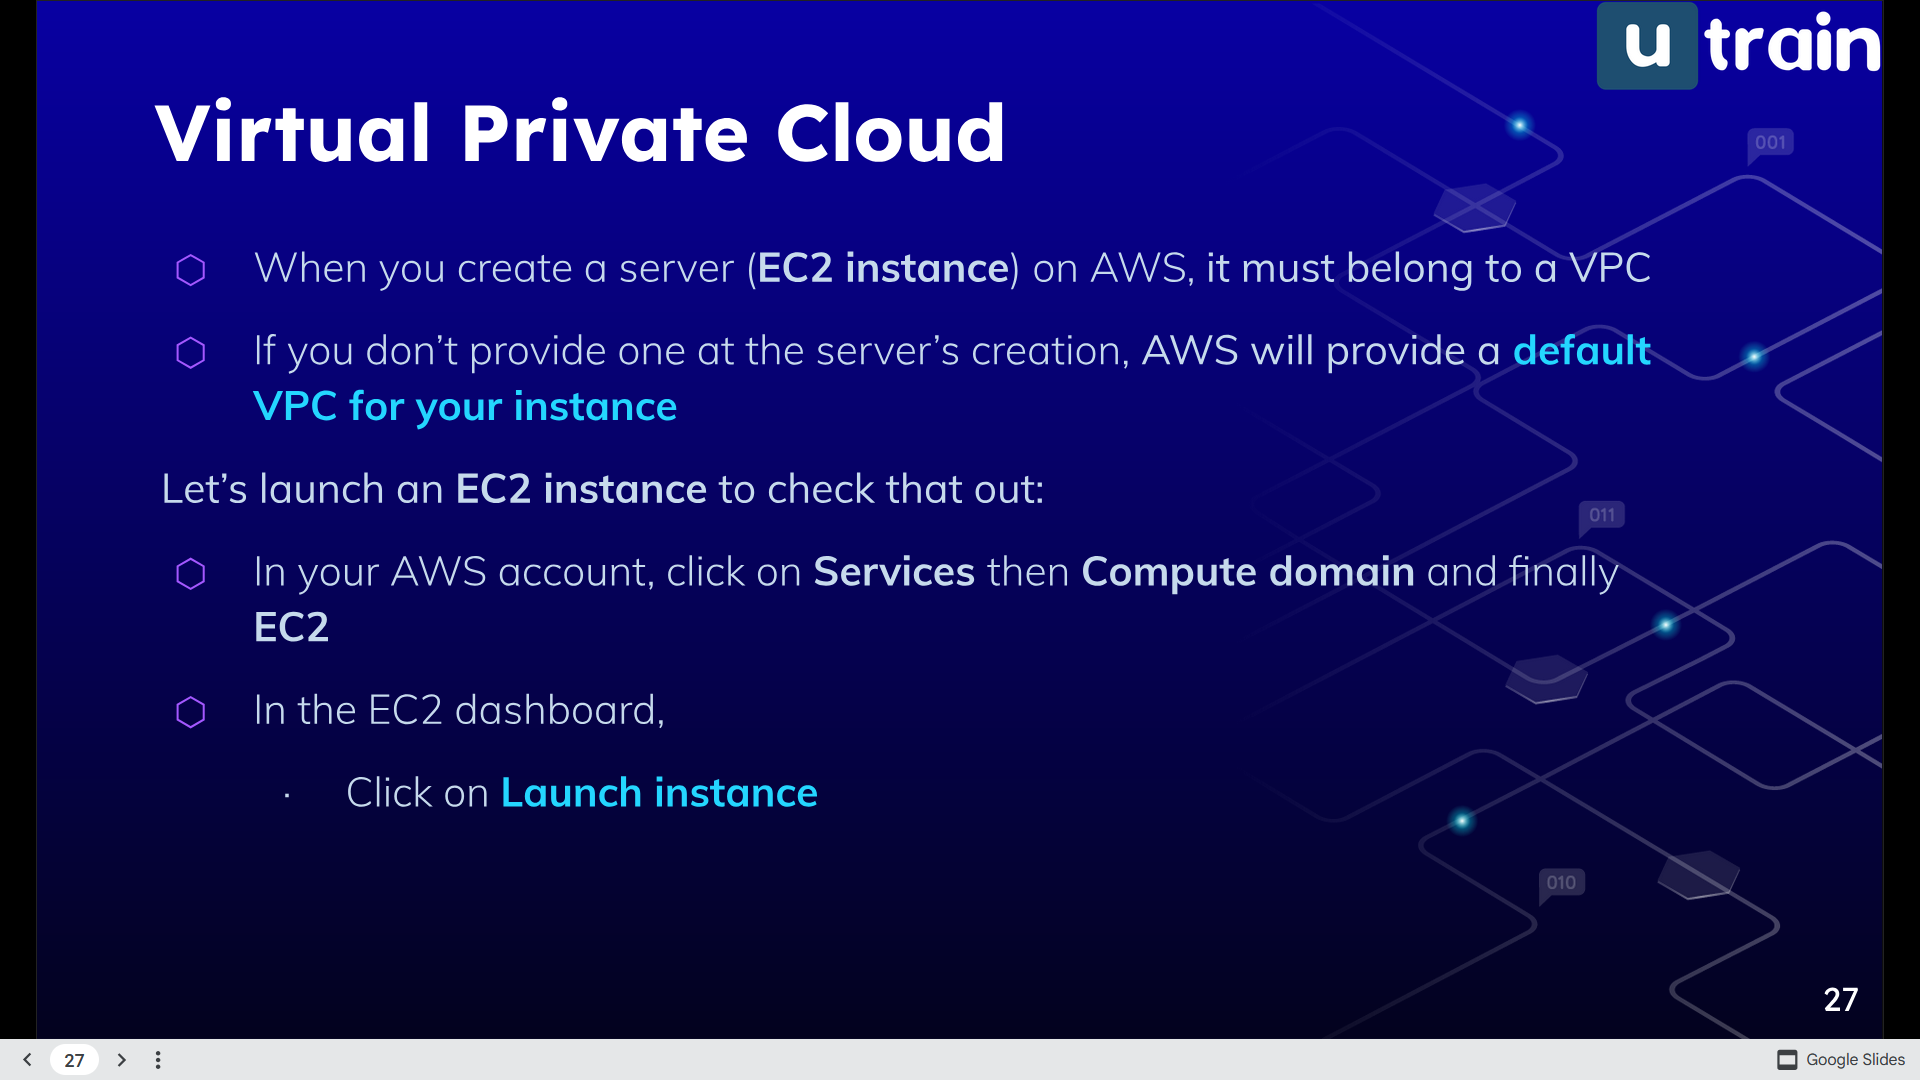 u train
Virtual Private Cloud
001
When you create a server (EC2 instance) on AWS, it must belong to a VPC
If you don’t provide one at the server’s creation, AWS will provide a default
VPC for your instance
Let’s launch an EC2 instance to check that out:
011
In your AWS account, click on Services then Compute domain and finally
EC2
In the EC2 dashboard,
· Click on Launch instance
010
27
27
Google Slides